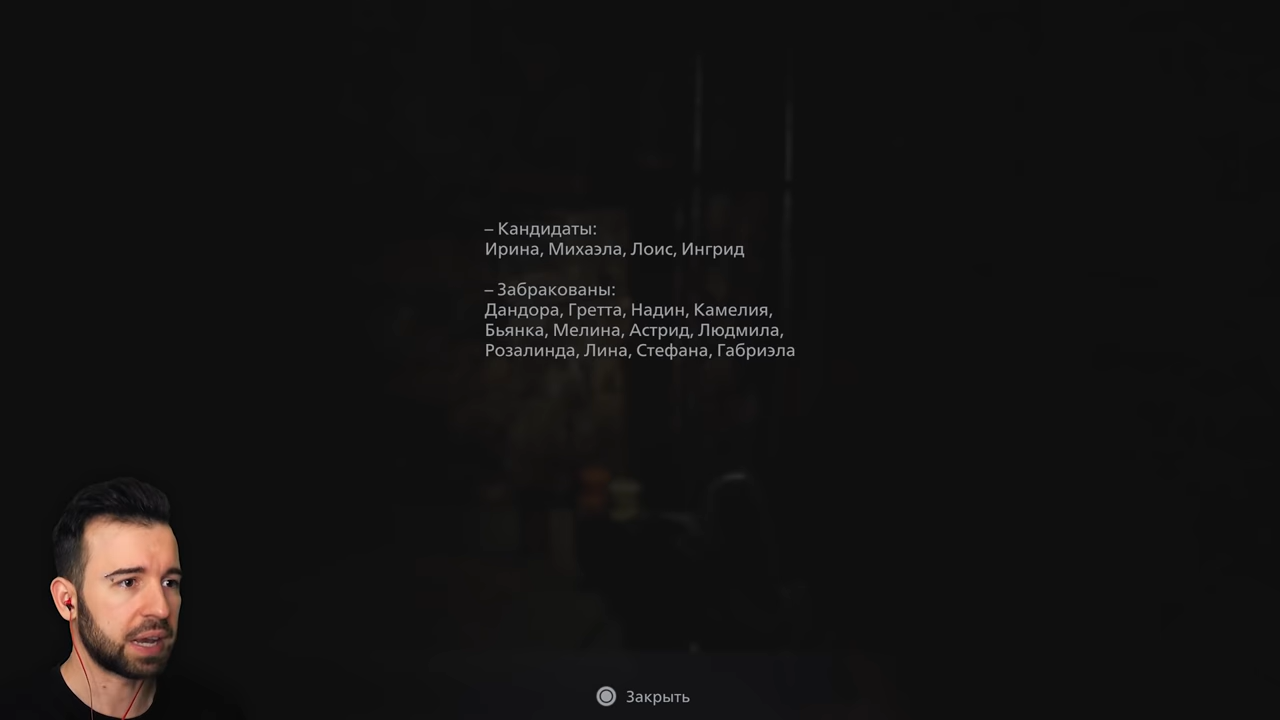 – Кандидаты:
Ирина, Михаэла, Лоис, Ингрид
– Забракованы:
Дандора, Гретта, Надин, Камелия,
Бьянка, Мелина, Астрид, Людмила,
Розалинда, Лина, Стефана, Габриэла
Закрыть